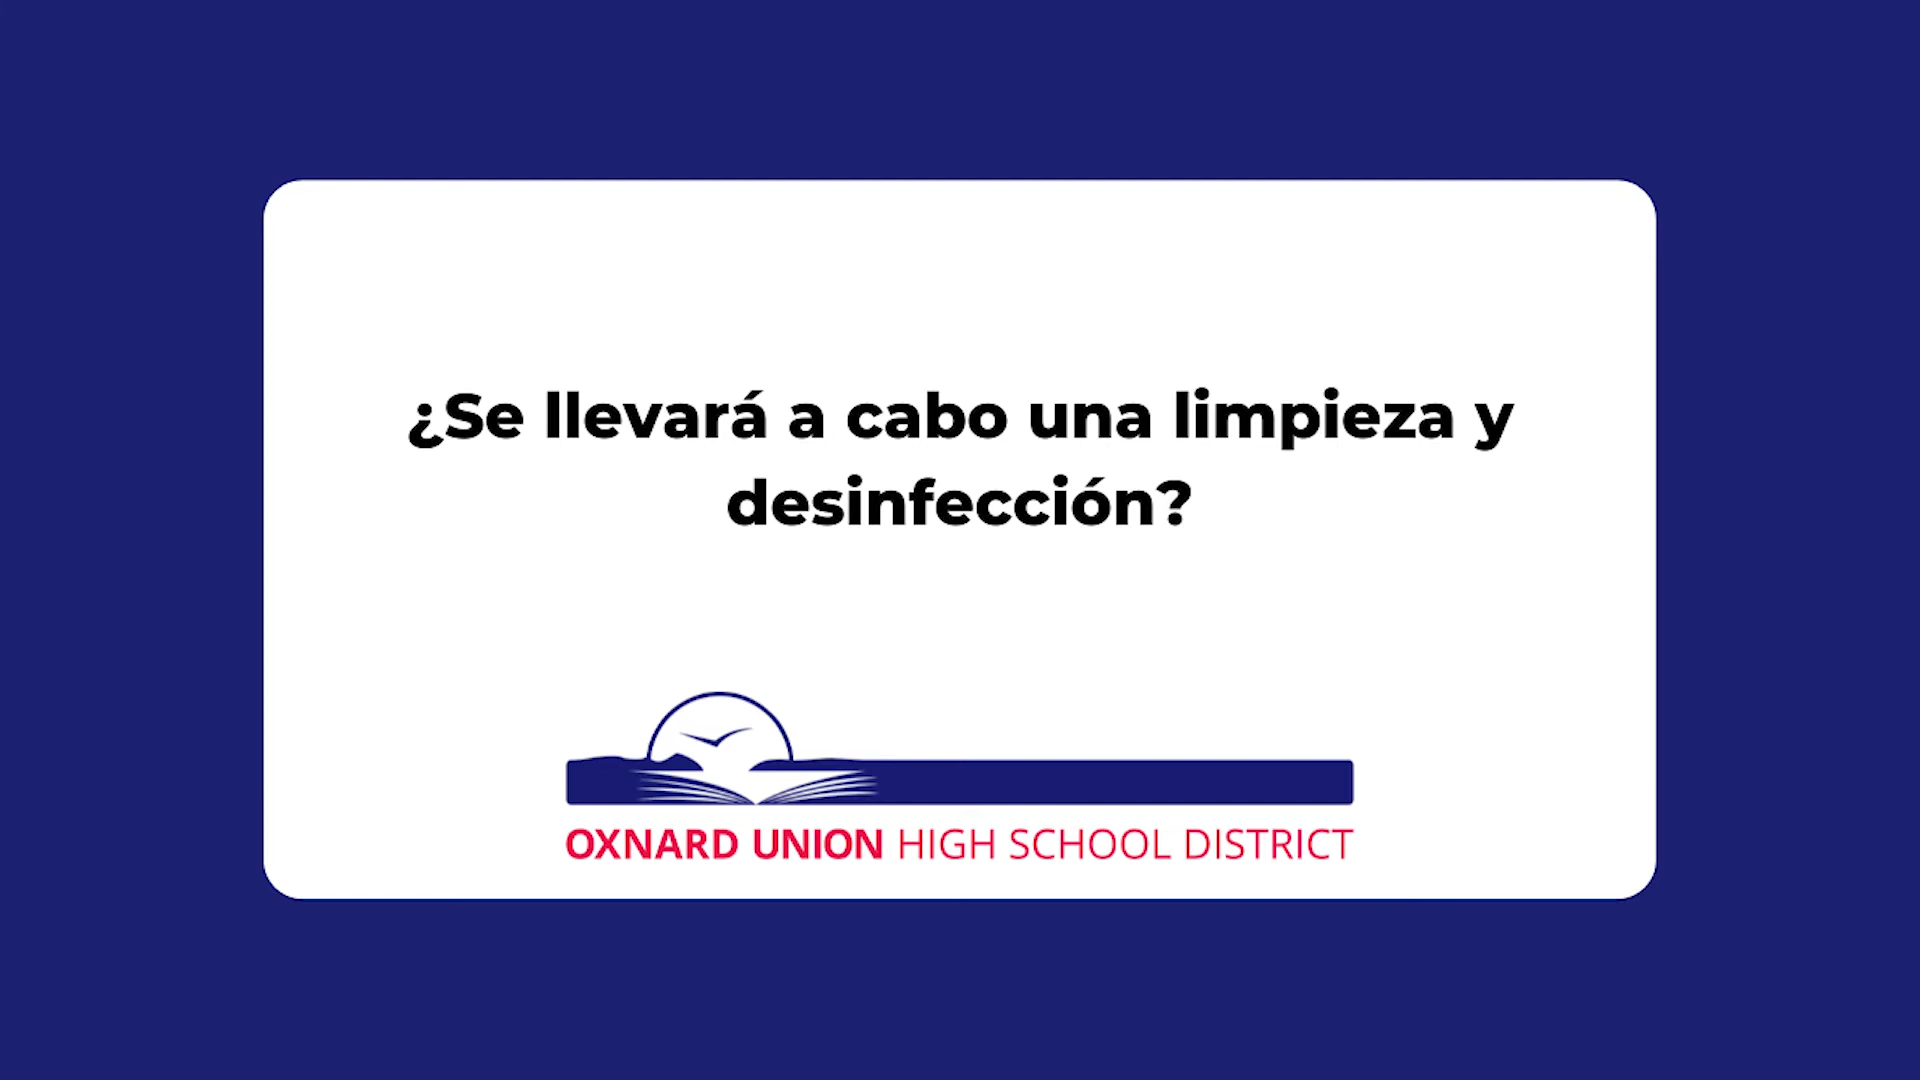 ¿Se llevará a cabo una limpieza y
desinfección?
OXNARD UNION HIGH SCHOOL DISTRICT